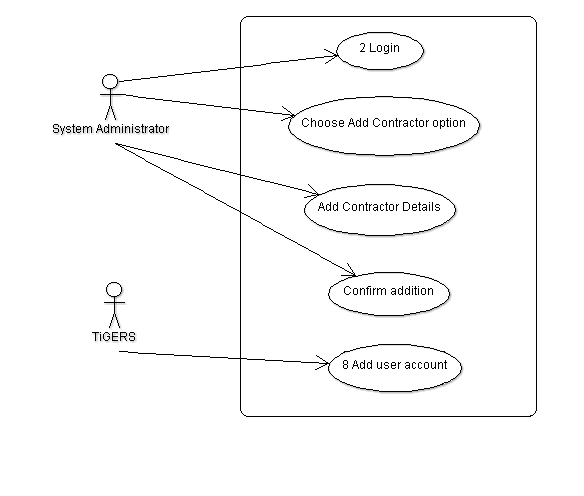 2 Login
Choose Add Contractor option
System Administrator
Add Contractor Details
Confirm addition
TiGERS
8 Add user account